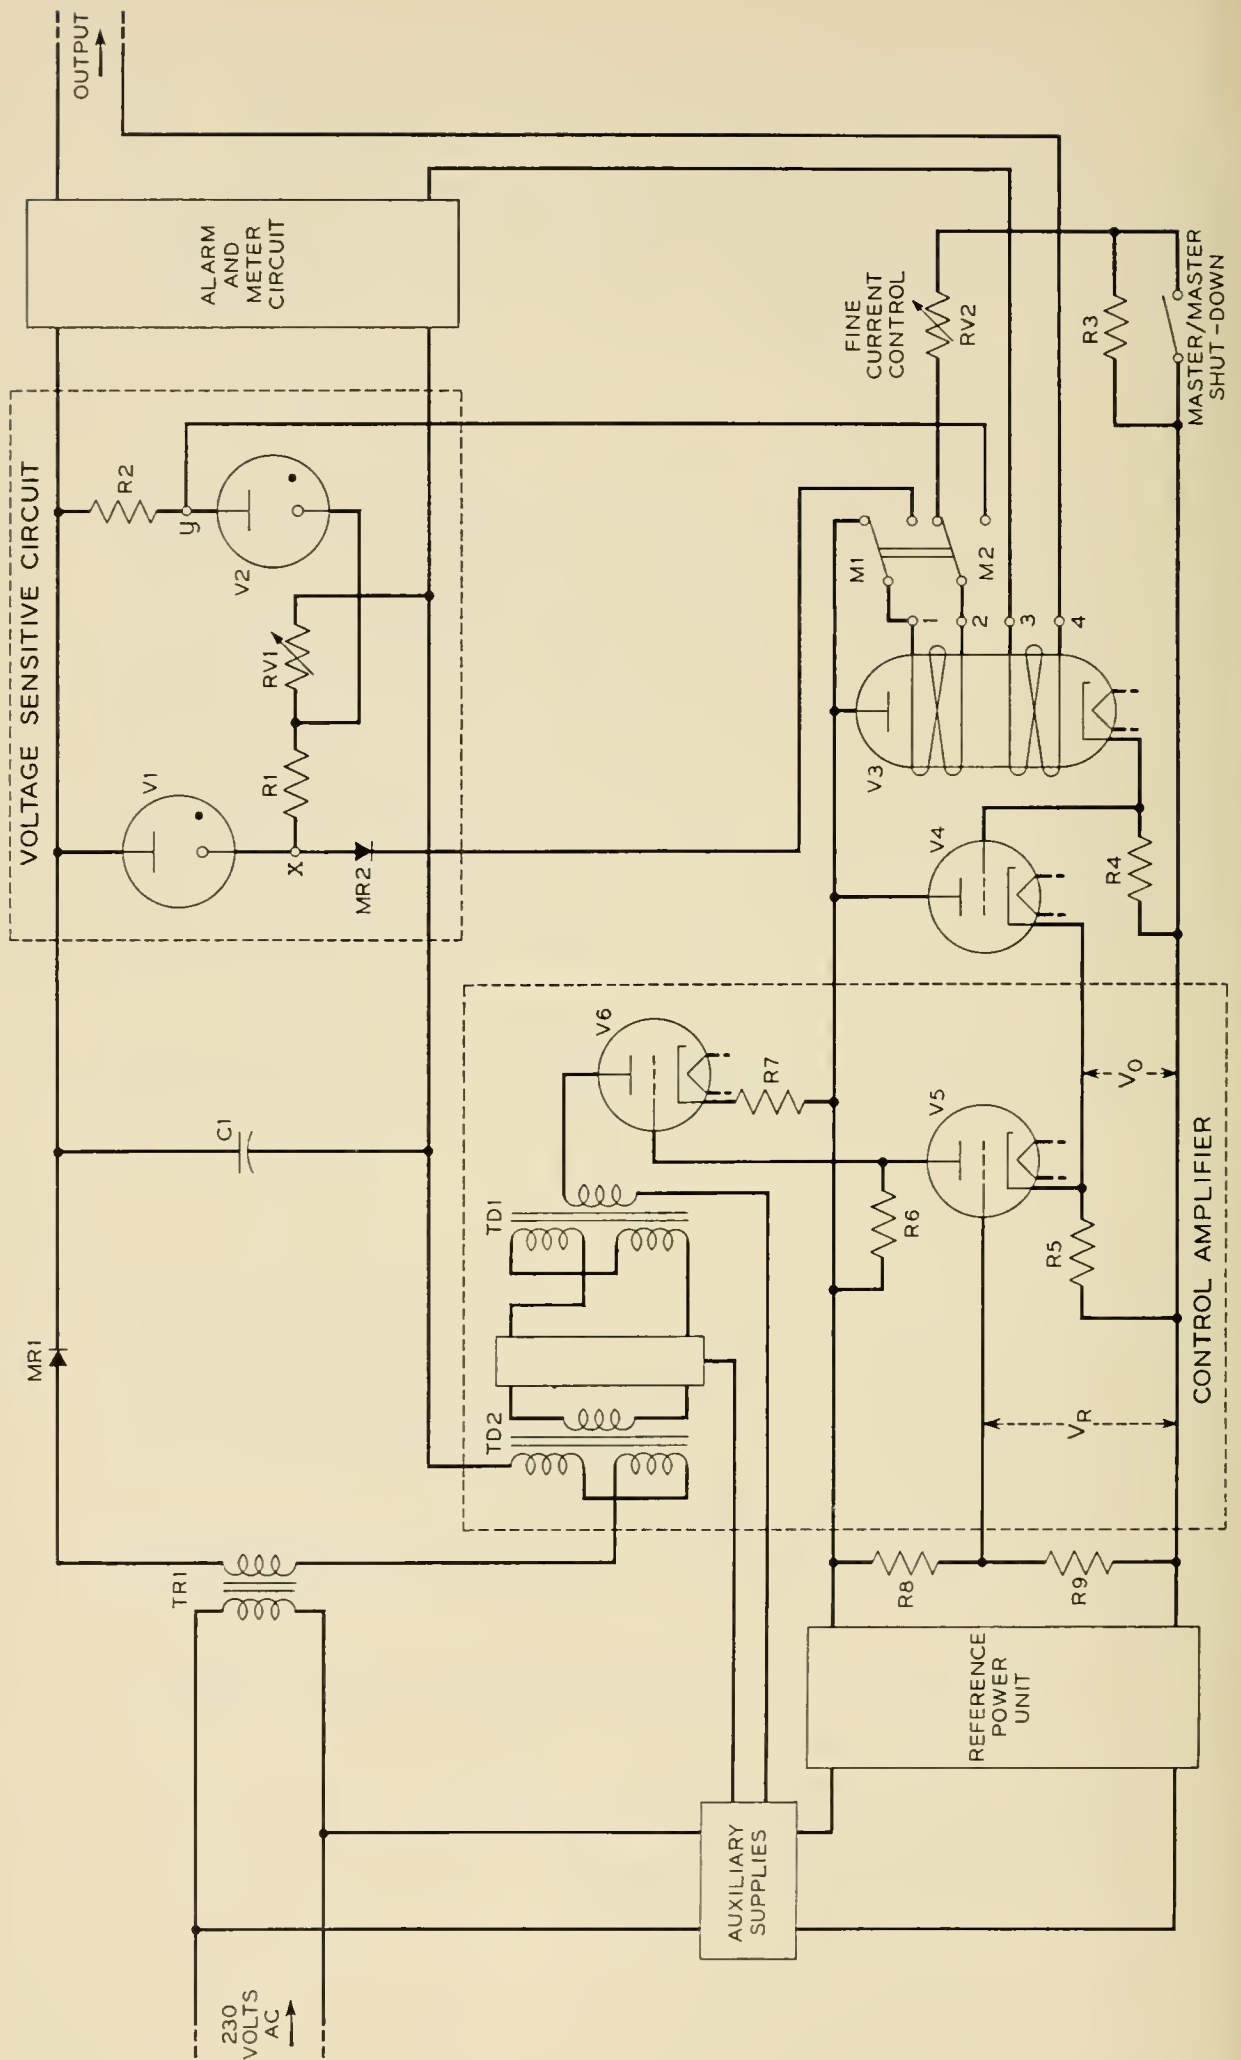 230
VOLTS
AC
TR1
MR1
C1
VOLTAGE SENSITIVE CIRCUIT
V1
X
MR2
R1
RV1
V2
y
R2
ALARM
AND
METER
CIRCUIT
OUTPUT
CONTROL AMPLIFIER
TD2
TD1
V6
R7
R6
V5
R5
VR
VO
V4
R4
V3
1
2
3
4
M1
M2
FINE
CURRENT
CONTROL
RV2
R3
MASTER/MASTER
SHUT-DOWN
AUXILIARY
SUPPLIES
REFERENCE
POWER
UNIT
R8
R9